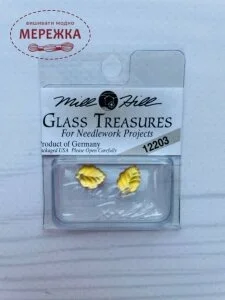 вишивати модно
МЕРЕЖКА
Mill Hill
GLASS TREASURES
For Needlework Projects
Product of Germany
Packaged USA Please Open Carefully
12203